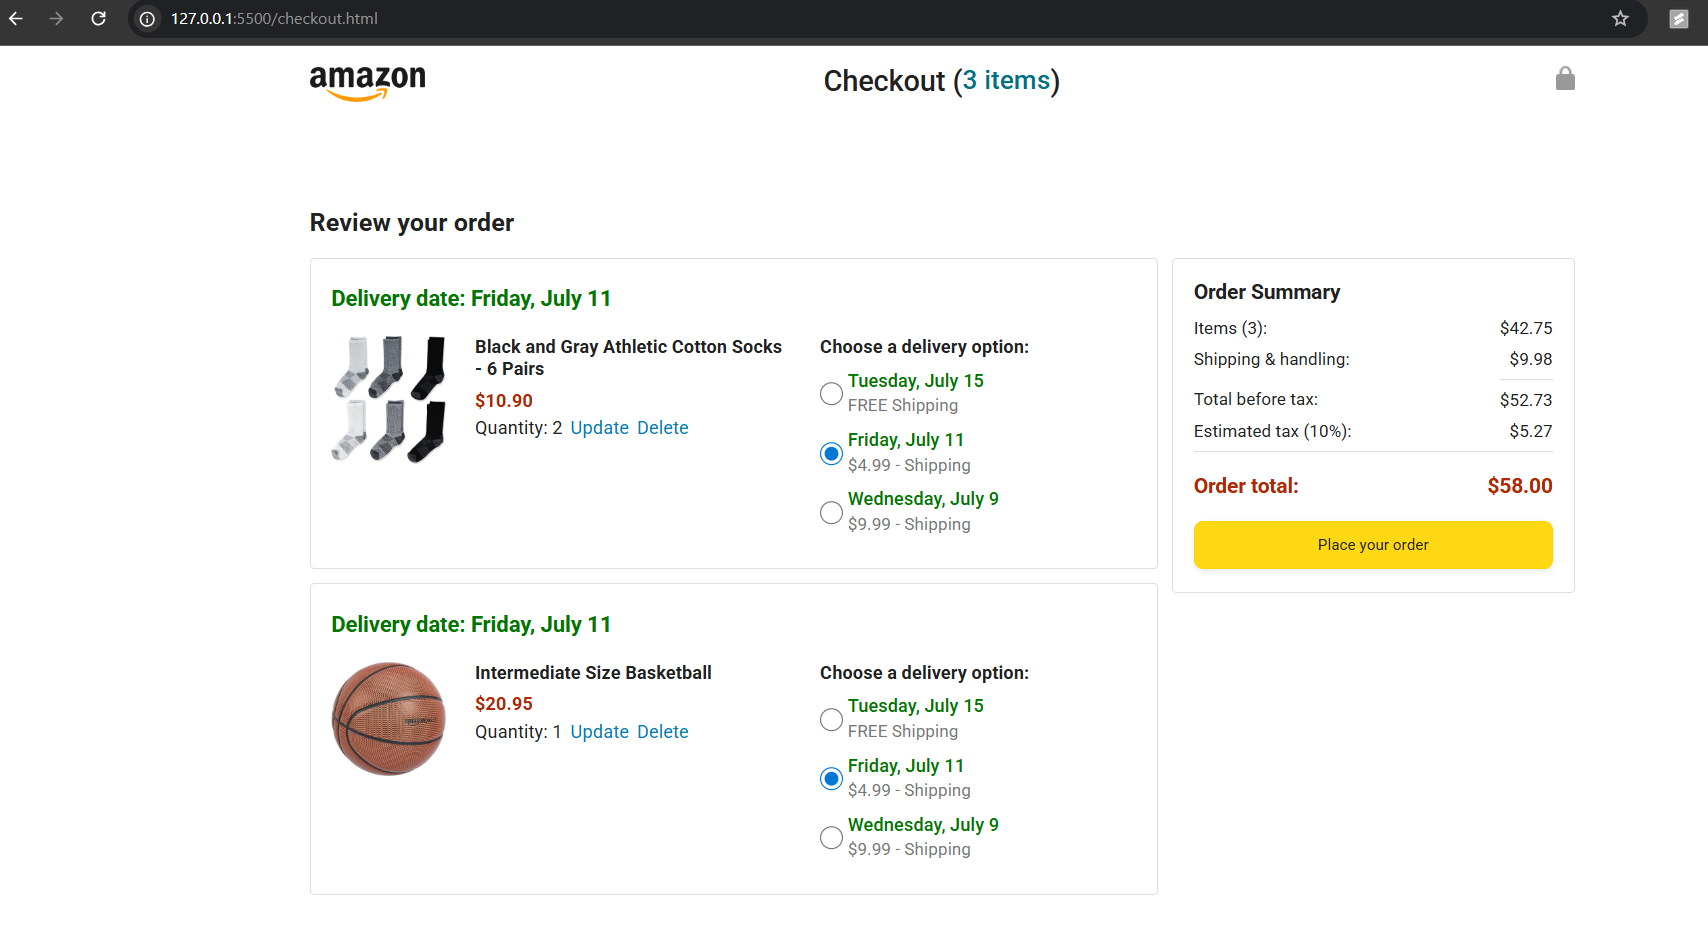 127.0.0.1:5500/checkout.html
amazon
Checkout (3 items)
Review your order
Delivery date: Friday, July 11
Black and Gray Athletic Cotton Socks
- 6 Pairs
$10.90
Quantity: 2 Update Delete
Choose a delivery option:
Tuesday, July 15
FREE Shipping
Friday, July 11
$4.99 - Shipping
Wednesday, July 9
$9.99 - Shipping
Delivery date: Friday, July 11
Intermediate Size Basketball
$20.95
Quantity: 1 Update Delete
Choose a delivery option:
Tuesday, July 15
FREE Shipping
Friday, July 11
$4.99 - Shipping
Wednesday, July 9
$9.99 - Shipping
Order Summary
Items (3): $42.75
Shipping & handling: $9.98
Total before tax: $52.73
Estimated tax (10%): $5.27
Order total: $58.00
Place your order